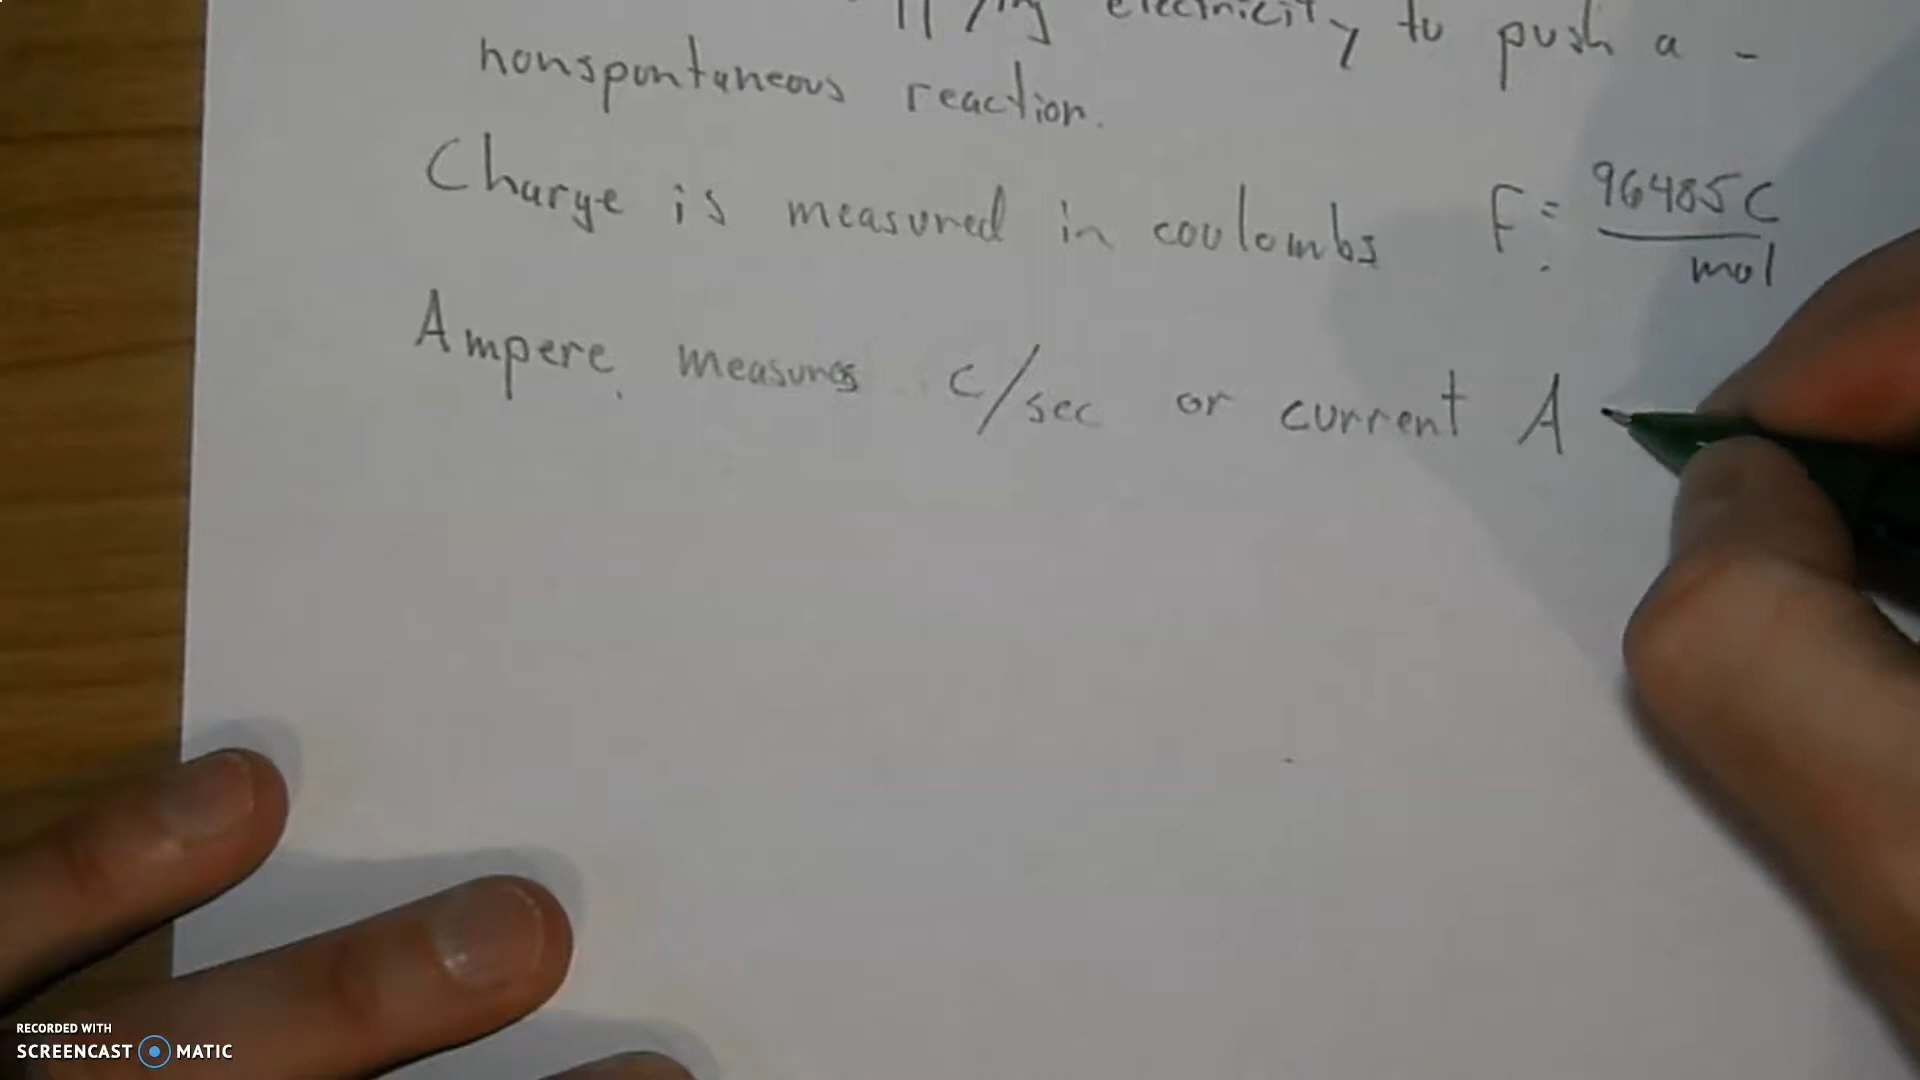 electricity to push a -
nonspontaneous reaction.
Charge is measured in coulombs F = 96485 C
mol
Ampere measures C/sec or current A
RECORDED WITH
SCREENCAST MATIC